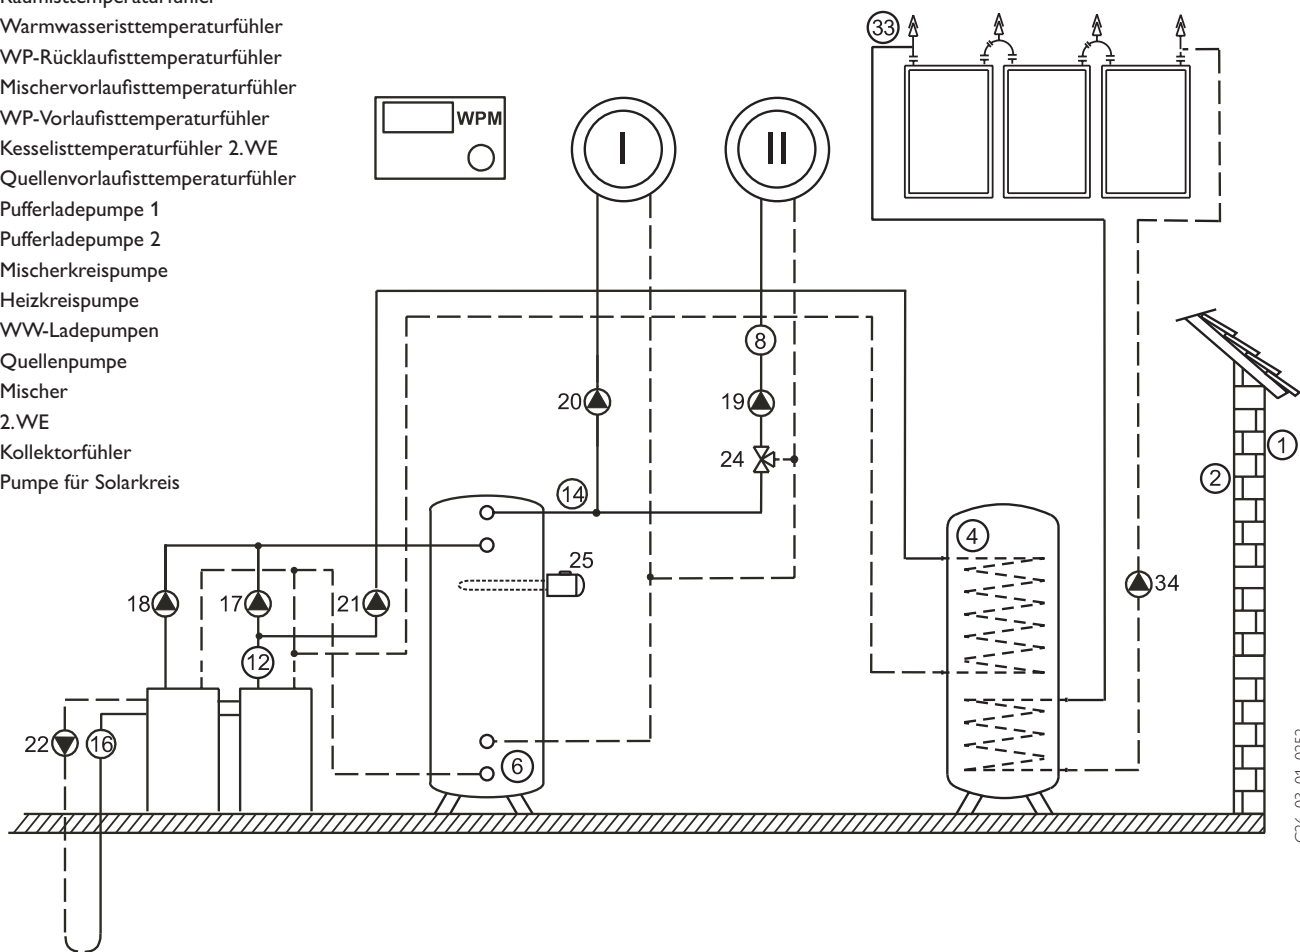 Raumisttemperaturfühler
Warmwasseristtemperaturfühler
WP-Rücklaufisttemperaturfühler
Mischervorlaufisttemperaturfühler
WP-Vorlaufisttemperaturfühler
Kesselisttemperaturfühler 2.WE
Quellenvorlaufisttemperaturfühler
Pufferladepumpe 1
Pufferladepumpe 2
Mischerkreispumpe
Heizkreispumpe
WW-Ladepumpen
Quellenpumpe
Mischer
2.WE
Kollektorfühler
Pumpe für Solarkreis
WPM
I
II
33
8
20
19
24
1
2
14
4
25
18
17
21
34
12
22
16
6